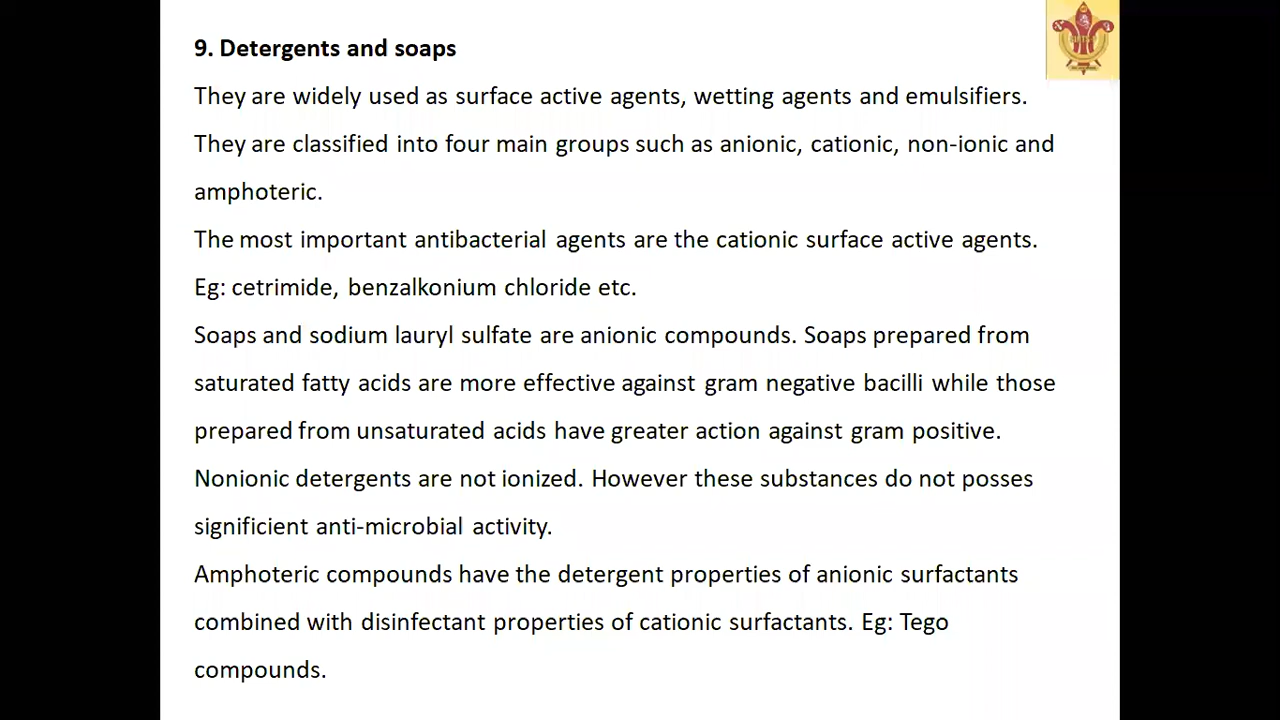 9. Detergents and soaps
They are widely used as surface active agents, wetting agents and emulsifiers.
They are classified into four main groups such as anionic, cationic, non-ionic and
amphoteric.
The most important antibacterial agents are the cationic surface active agents.
Eg: cetrimide, benzalkonium chloride etc.
Soaps and sodium lauryl sulfate are anionic compounds. Soaps prepared from
saturated fatty acids are more effective against gram negative bacilli while those
prepared from unsaturated acids have greater action against gram positive.
Nonionic detergents are not ionized. However these substances do not posses
significient anti-microbial activity.
Amphoteric compounds have the detergent properties of anionic surfactants
combined with disinfectant properties of cationic surfactants. Eg: Tego
compounds.